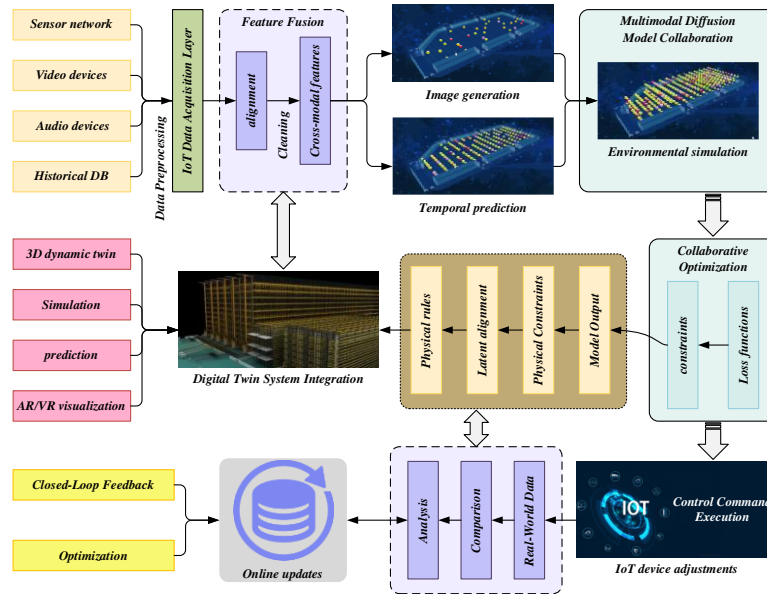 Sensor network
Video devices
Audio devices
Historical DB
Data Preprocessing
IoT Data Acquisition Layer
Feature Fusion
alignment
Cleaning
Cross-modal features
Image generation
Temporal prediction
Multimodal Diffusion
Model Collaboration
Environmental simulation
3D dynamic twin
Simulation
prediction
AR/VR visualization
Digital Twin System Integration
Physical rules
Latent alignment
Physical Constraints
Model Output
Collaborative
Optimization
constraints
Loss functions
Closed-Loop Feedback
Optimization
Online updates
Analysis
Comparison
Real-World Data
IOT
Control Command
Execution
IoT device adjustments